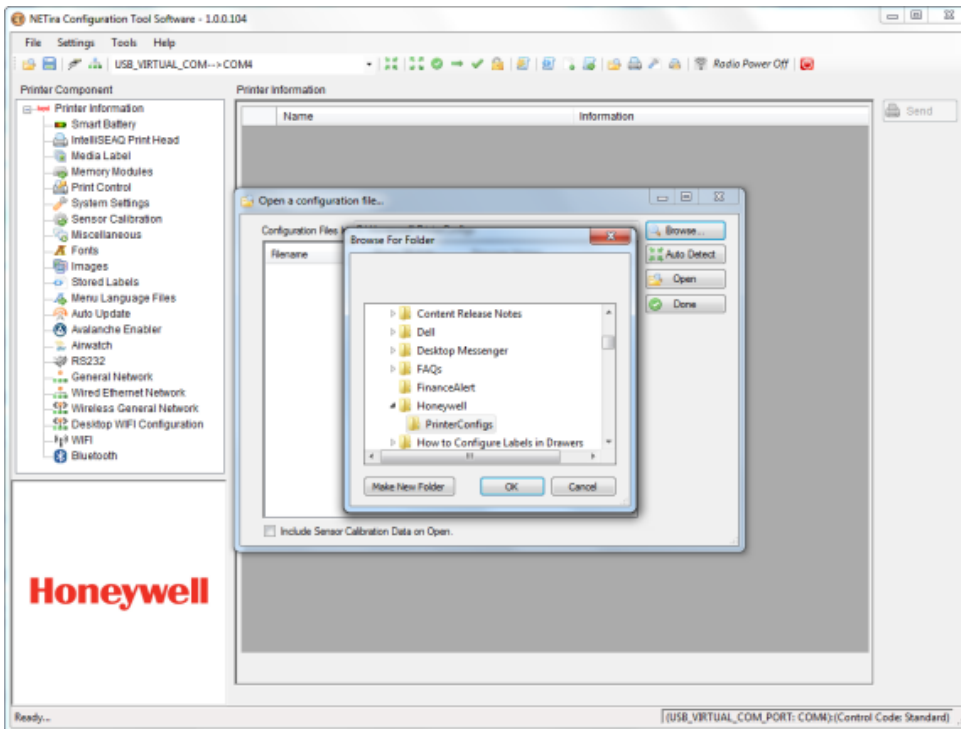 NETira Configuration Tool Software - 1.0.0.104
File Settings Tools Help
USB_VIRTUAL_COM-->COM4
Radio Power Off
Printer Component
Printer Information
Printer Information
Smart Battery
IntelliSEAQ Print Head
Media Label
Memory Modules
Print Control
System Settings
Sensor Calibration
Miscellaneous
Fonts
Images
Stored Labels
Menu Language Files
Auto Update
Avalanche Enabler
Airwatch
RS232
General Network
Wired Ethernet Network
Wireless General Network
Desktop WIFI Configuration
WIFI
Bluetooth
Name Information
Send
Open a configuration file...
Configuration Files
Filename
Browse...
Auto Detect
Open
Done
Browse For Folder
Content Release Notes
Dell
Desktop Messenger
FAQs
FinanceAlert
Honeywell
PrinterConfigs
How to Configure Labels in Drawers
Make New Folder OK Cancel
Include Sensor Calibration Data on Open.
Honeywell
Ready...
(USB_VIRTUAL_COM_PORT: COM4):(Control Code: Standard)